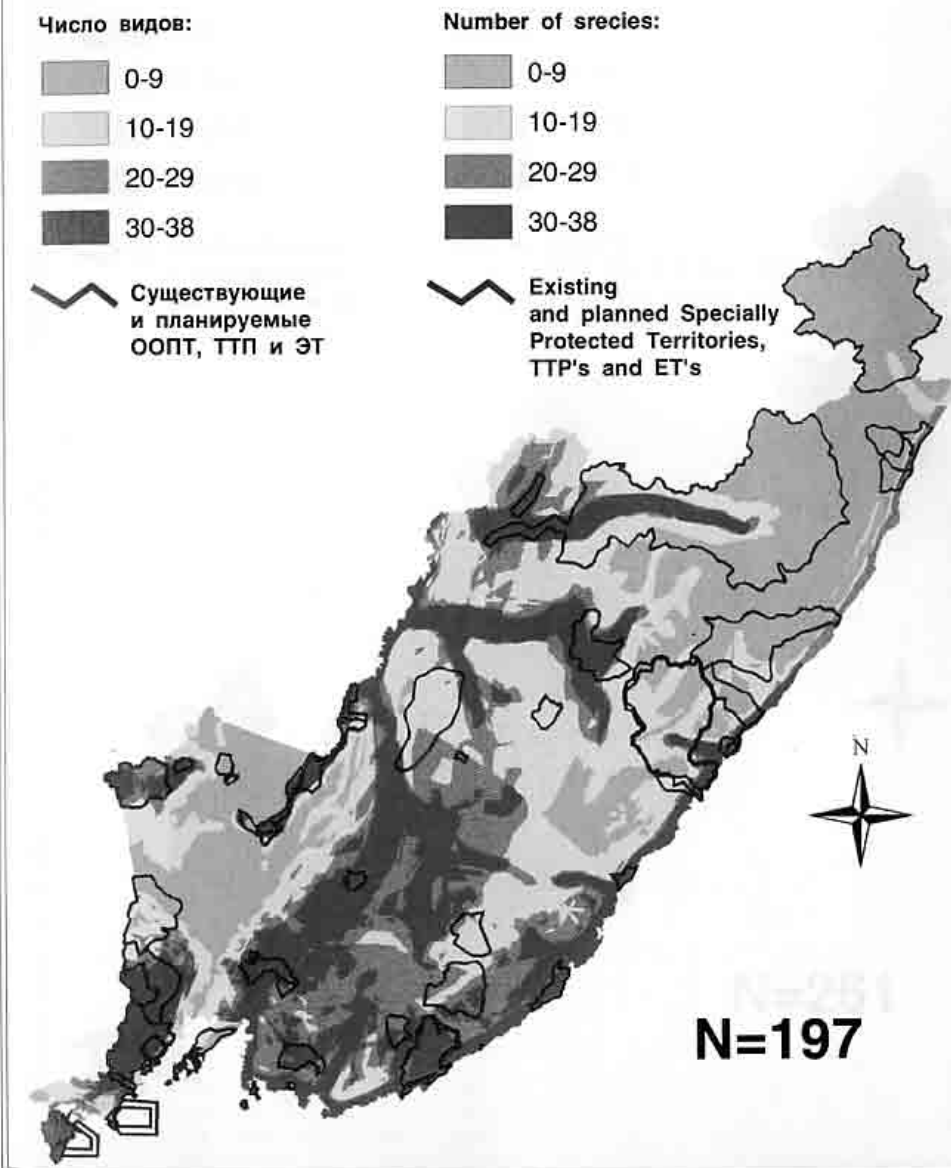 Число видов:
0-9
10-19
20-29
30-38
Существующие
и планируемые
ООПТ, ТТП и ЭТ
Number of srecies:
0-9
10-19
20-29
30-38
Existing
and planned Specially
Protected Territories,
TTP's and ET's
N
N=251
N=197